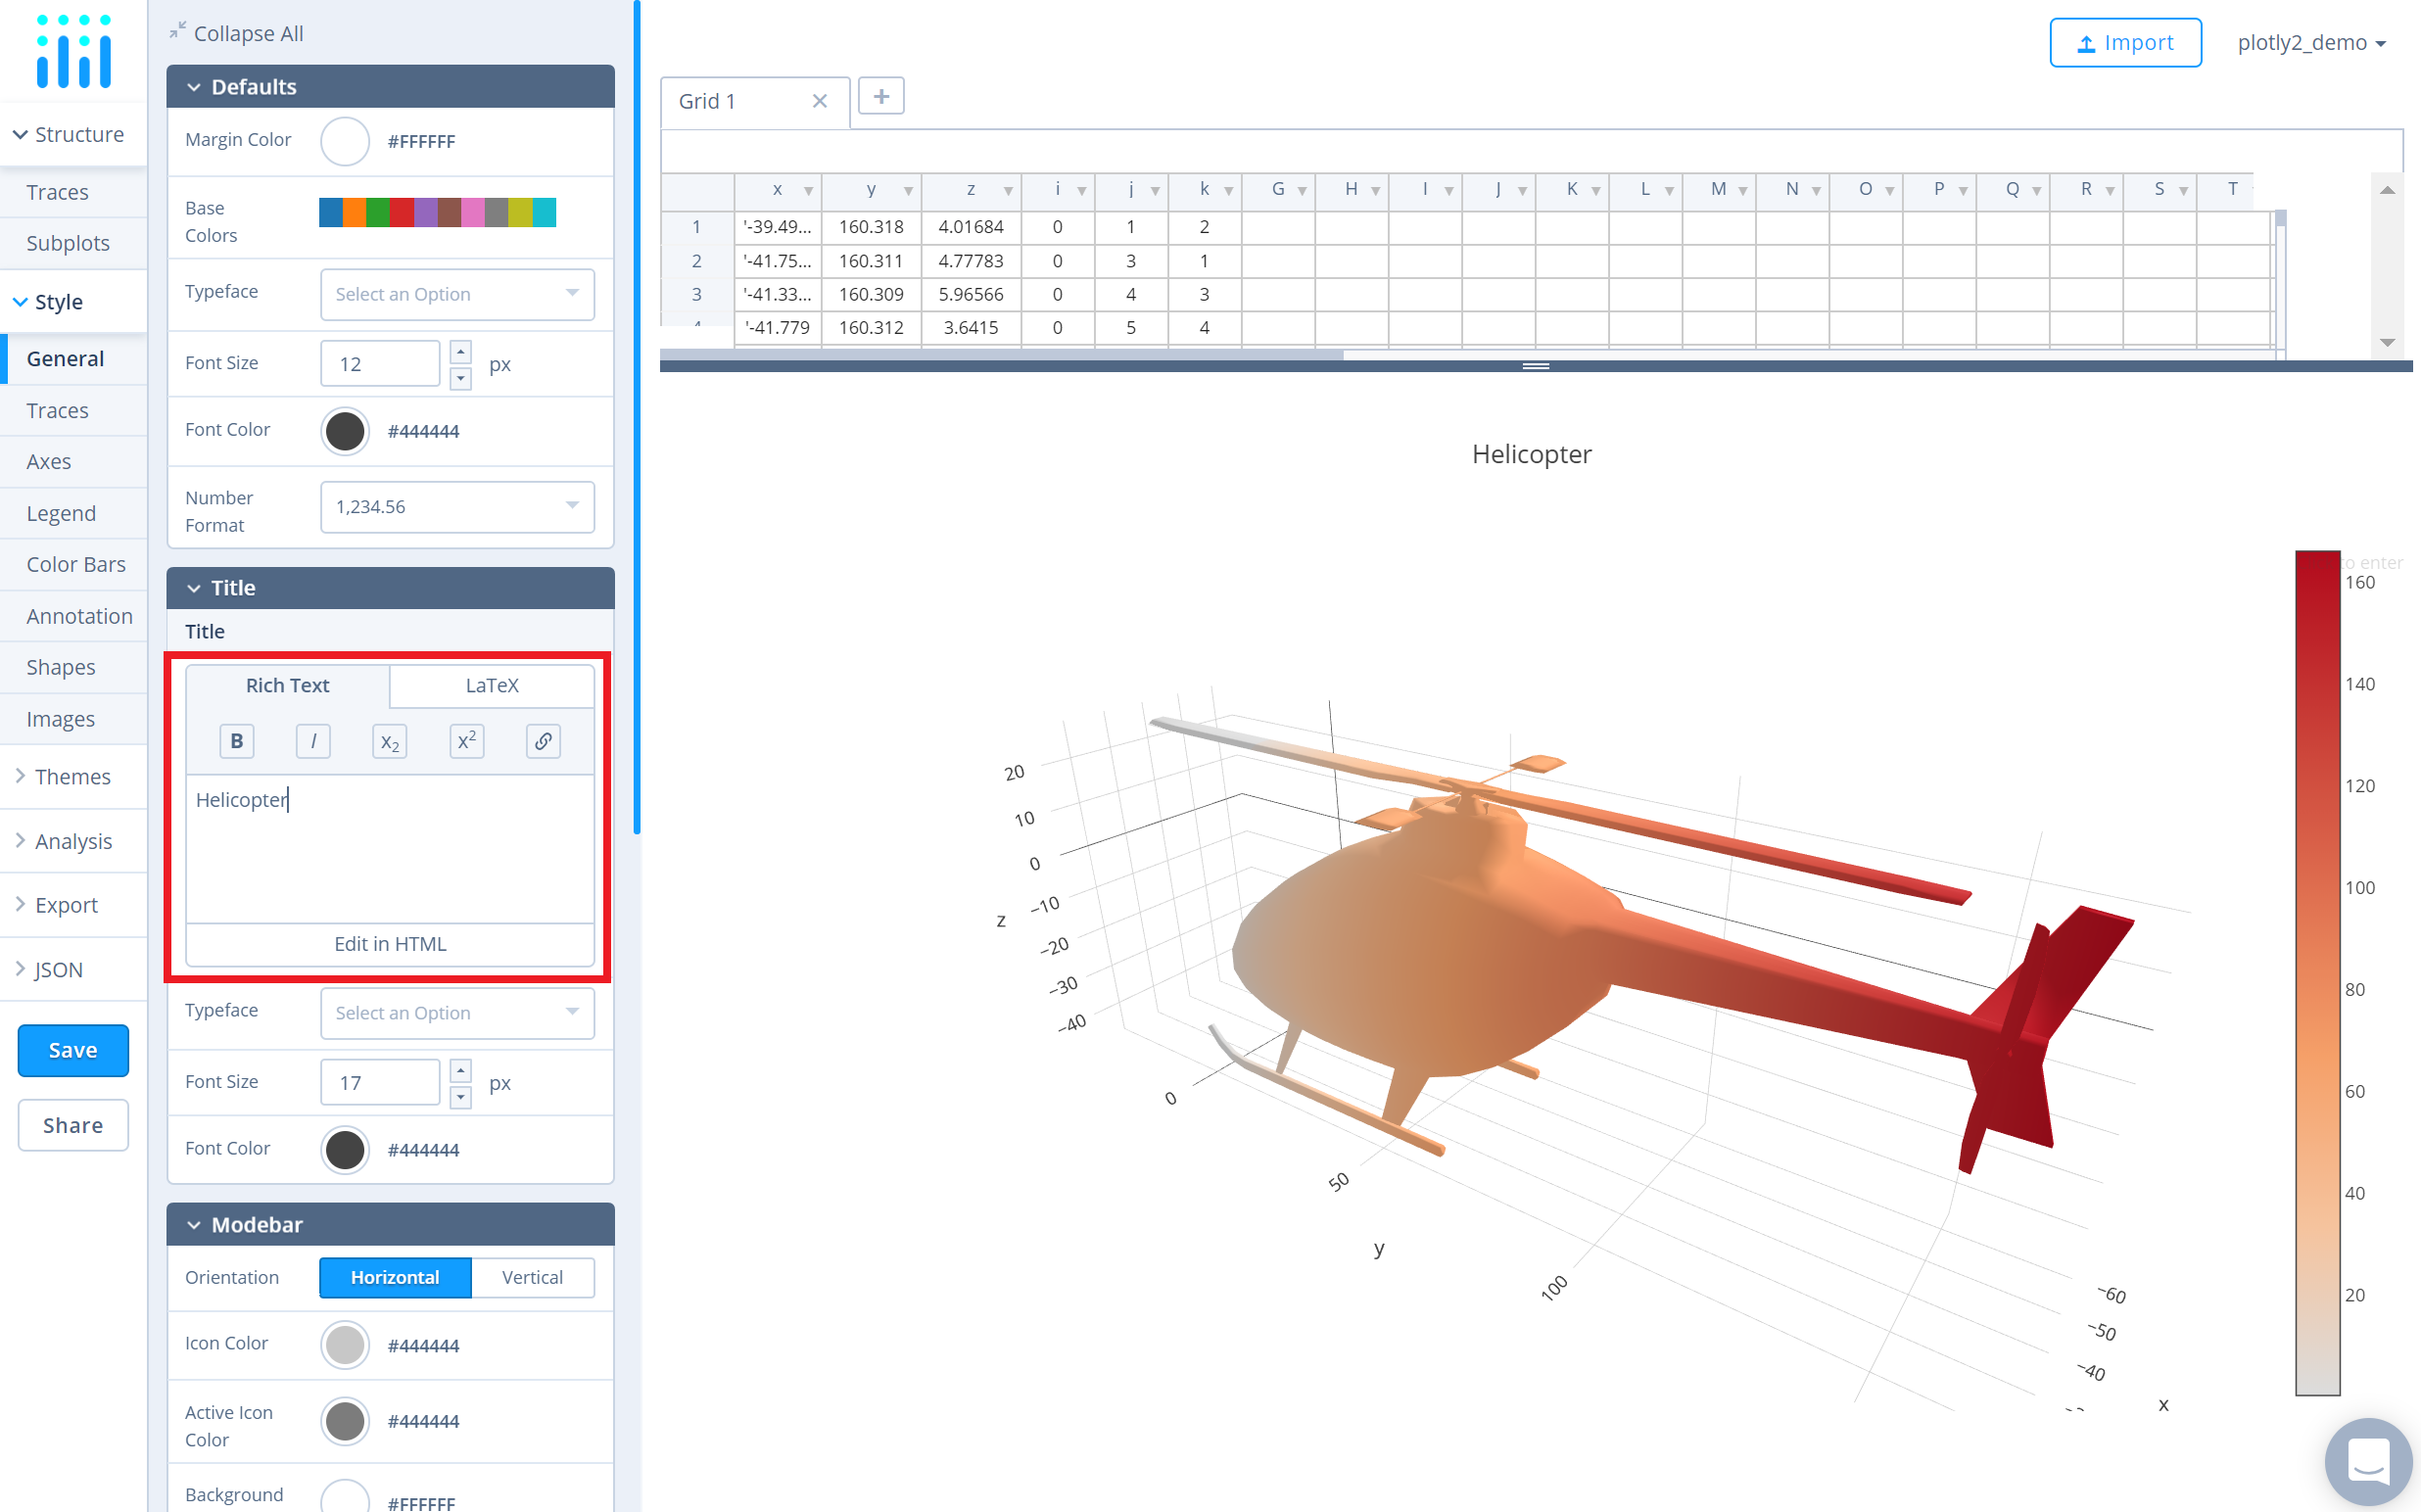 Structure
Traces
Subplots
Style
General
Traces
Axes
Legend
Color Bars
Annotation
Shapes
Images
Themes
Analysis
Export
JSON
Save
Share
Collapse All
Defaults
Margin Color #FFFFFF
Base Colors
Typeface Select an Option
Font Size 12 px
Font Color #444444
Number Format 1,234.56
Title
Title
Rich Text LaTeX
B I x2 x2
Helicopter
Edit in HTML
Typeface Select an Option
Font Size 17 px
Font Color #444444
Modebar
Orientation Horizontal Vertical
Icon Color #444444
Active Icon Color #444444
Background #FFFFFF
Import plotly2_demo
Grid 1
x y z i j k G H I J K L M N O P Q R S T
1 '-39.49... 160.318 4.01684 0 1 2
2 '-41.75... 160.311 4.77783 0 3 1
3 '-41.33... 160.309 5.96566 0 4 3
4 '-41.779 160.312 3.6415 0 5 4
Helicopter
to enter
160
140
120
100
80
60
40
20
20
10
0
−10
−20
−30
−40
z
0
50
100
y
−60
−50
−40
x